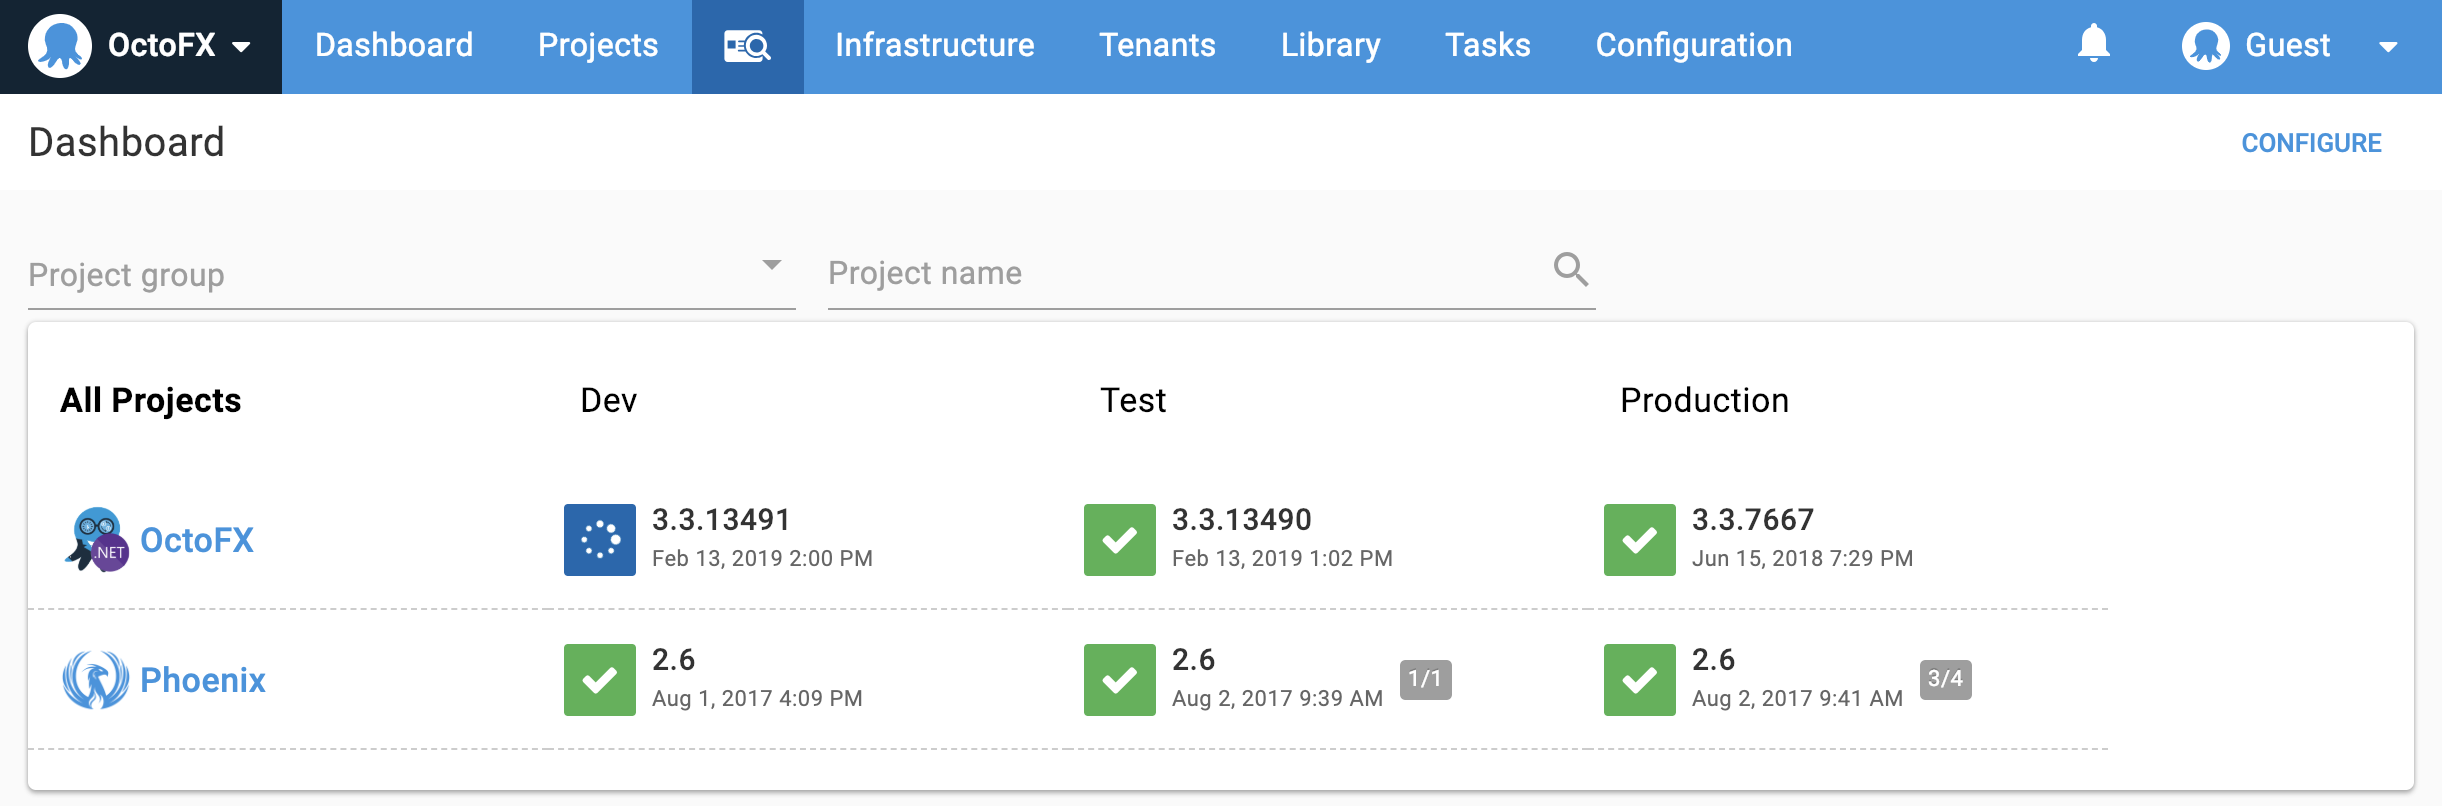 OctoFX Dashboard Projects Infrastructure Tenants Library Tasks Configuration Guest
Dashboard CONFIGURE
Project group Project name
All Projects Dev Test Production
.NET OctoFX 3.3.13491 3.3.13490 3.3.7667
Feb 13, 2019 2:00 PM Feb 13, 2019 1:02 PM Jun 15, 2018 7:29 PM
Phoenix 2.6 2.6 1/1 2.6 3/4
Aug 1, 2017 4:09 PM Aug 2, 2017 9:39 AM Aug 2, 2017 9:41 AM